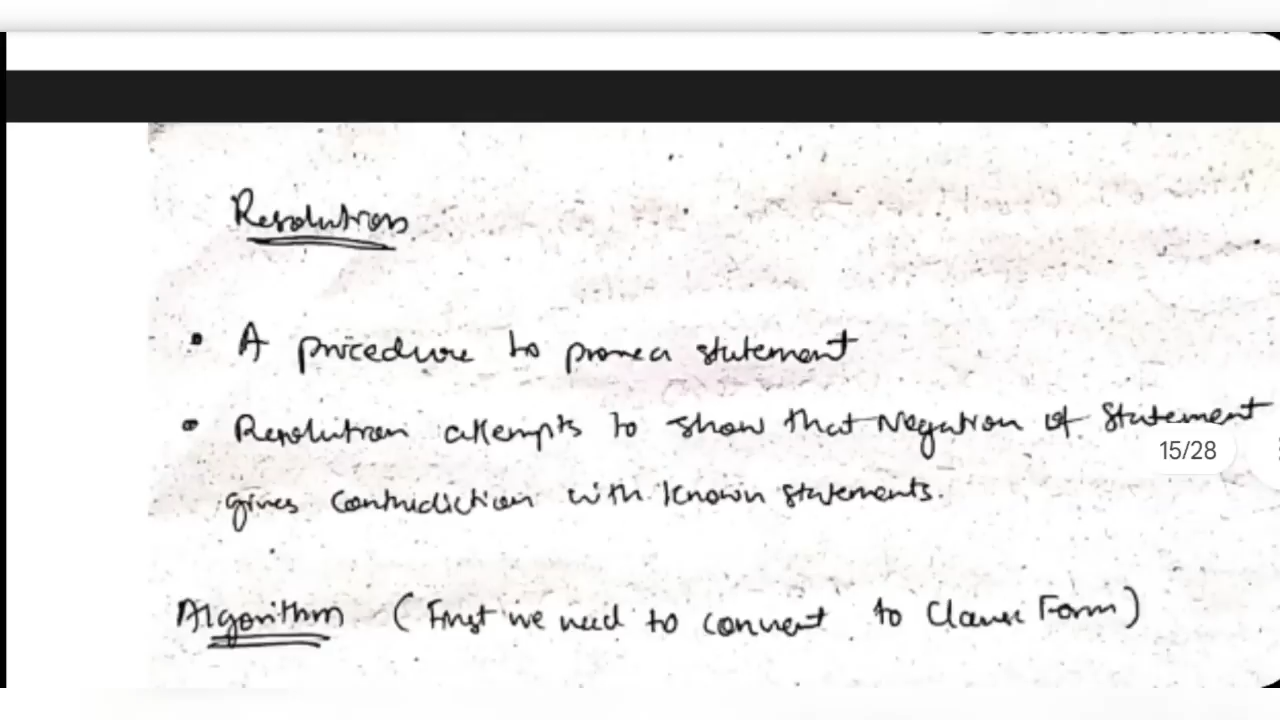 Resolution
• A procedure to prove a statement
• Resolution attempts to show that Negation of Statement
15/28
gives contradiction with known statements.
Algorithm (First we need to convert to Clause Form)